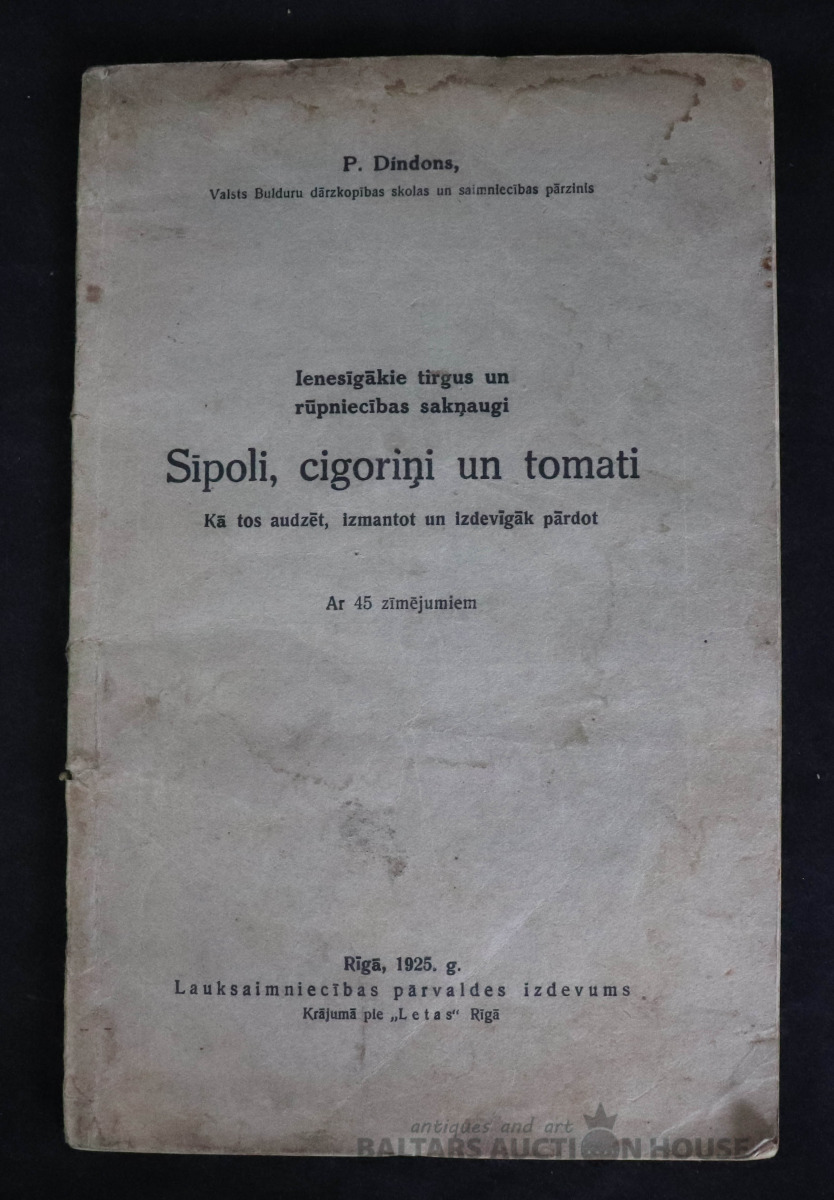 P. Dindons,
Valsts Bulduru dārzkopības skolas un saimniecības pārzinis
Ienesīgākie tirgus un
rūpniecības sakņaugi
Sīpoli, cigoriņi un tomati
Kā tos audzēt, izmantot un izdevīgāk pārdot
Ar 45 zīmējumiem
Rīgā, 1925. g.
Lauksaimniecības pārvaldes izdevums
Krājumā pie „Letas“ Rīgā
antiques and art
BALTARS AUCTION HOUSE